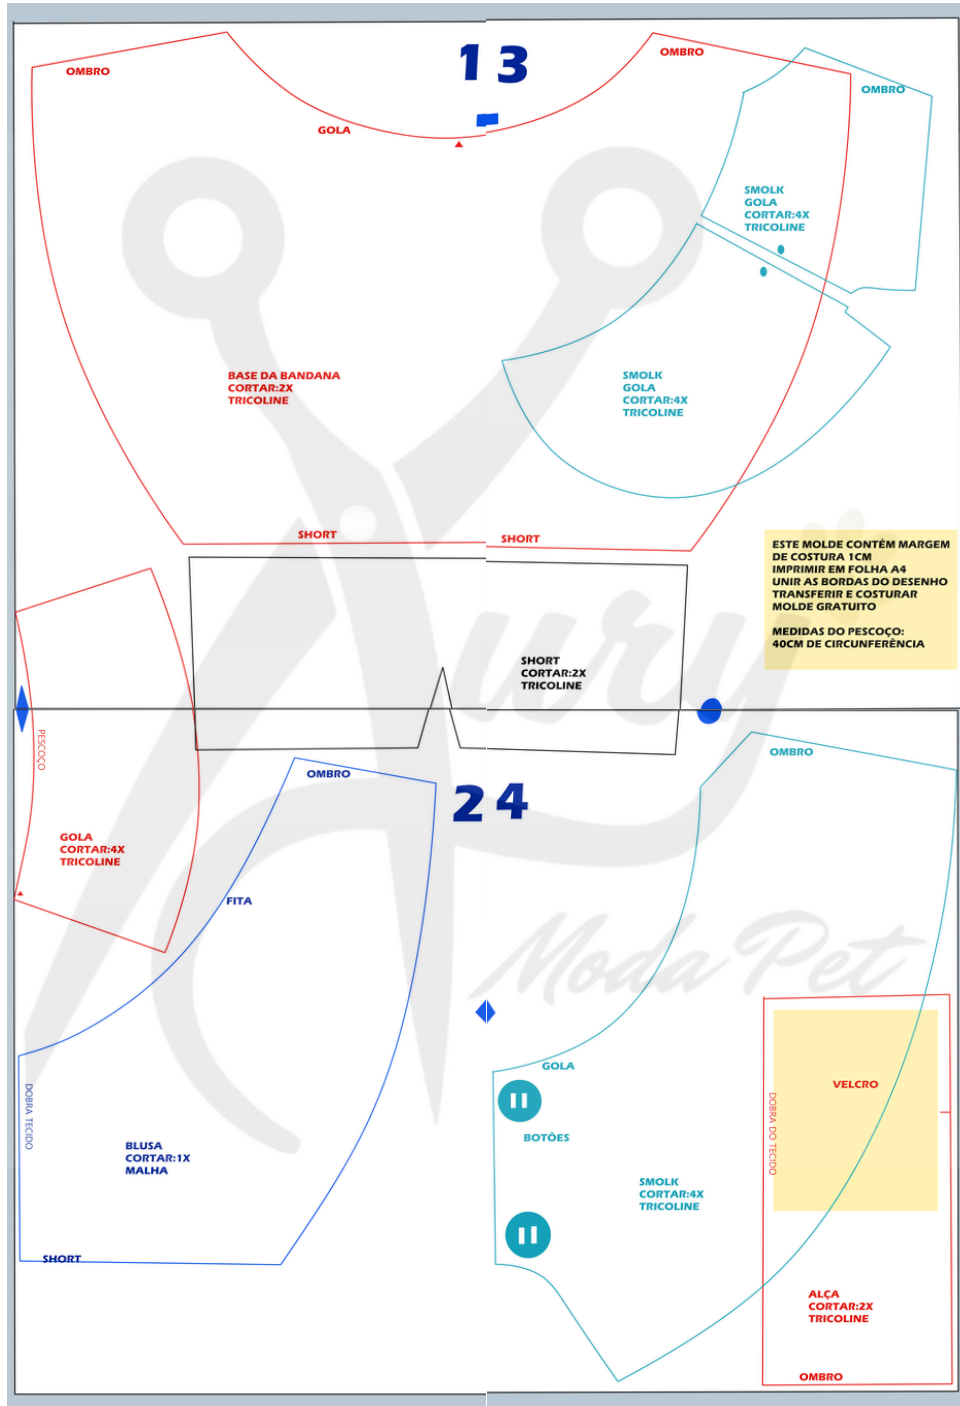 13
OMBRO
OMBRO
OMBRO
GOLA
SMOLK
GOLA
CORTAR:4X
TRICOLINE
BASE DA BANDANA
CORTAR:2X
TRICOLINE
SMOLK
GOLA
CORTAR:4X
TRICOLINE
SHORT
SHORT
ESTE MOLDE CONTÉM MARGEM
DE COSTURA 1CM
IMPRIMIR EM FOLHA A4
UNIR AS BORDAS DO DESENHO
TRANSFERIR E COSTURAR
MOLDE GRATUITO
MEDIDAS DO PESCOÇO:
40CM DE CIRCUNFERÊNCIA
SHORT
CORTAR:2X
TRICOLINE
Aury
Moda Pet
PESCOÇO
GOLA
CORTAR:4X
TRICOLINE
OMBRO
24
OMBRO
FITA
DOBRA TECIDO
BLUSA
CORTAR:1X
MALHA
SHORT
GOLA
BOTÕES
SMOLK
CORTAR:4X
TRICOLINE
VELCRO
DOBRA DO TECIDO
ALÇA
CORTAR:2X
TRICOLINE
OMBRO